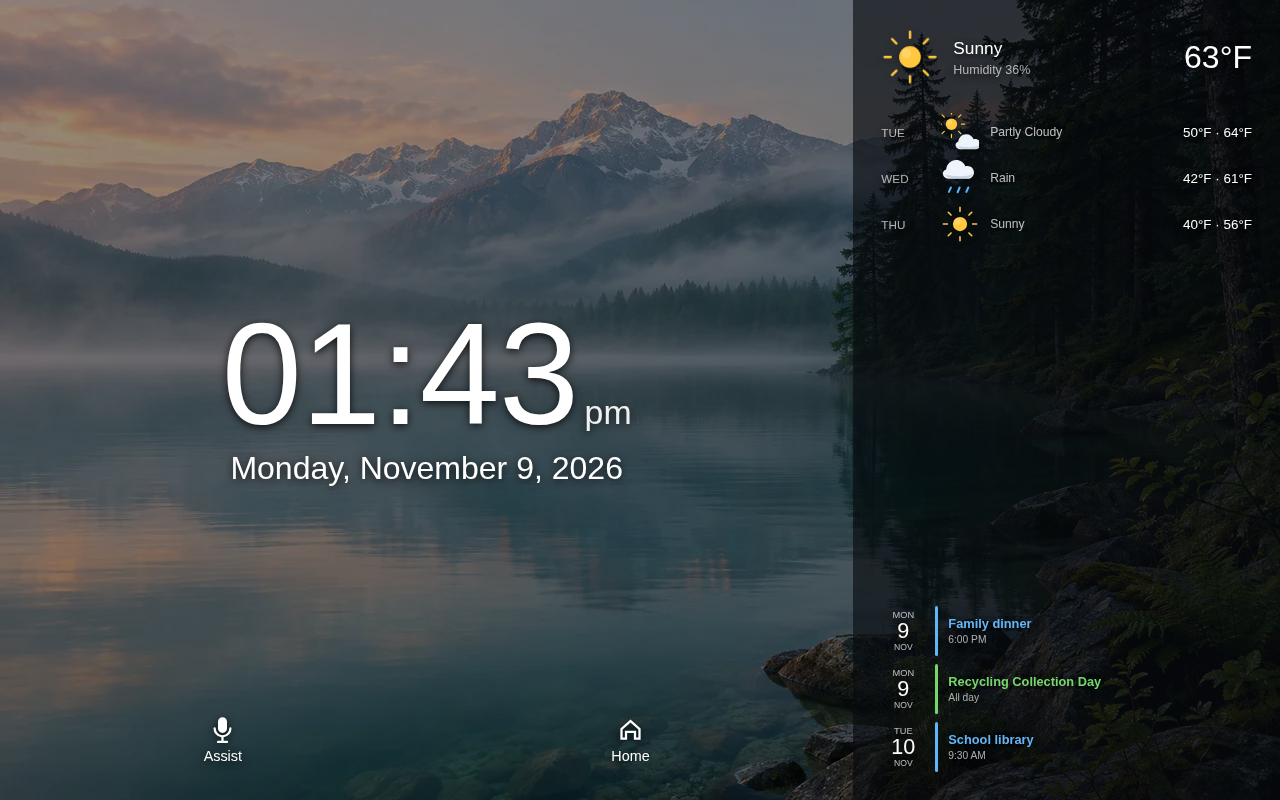 01:43 pm
Monday, November 9, 2026
Assist
Home
Sunny
Humidity 36%
63°F
TUE Partly Cloudy 50°F · 64°F
WED Rain 42°F · 61°F
THU Sunny 40°F · 56°F
MON
9
NOV
Family dinner
6:00 PM
MON
9
NOV
Recycling Collection Day
All day
TUE
10
NOV
School library
9:30 AM